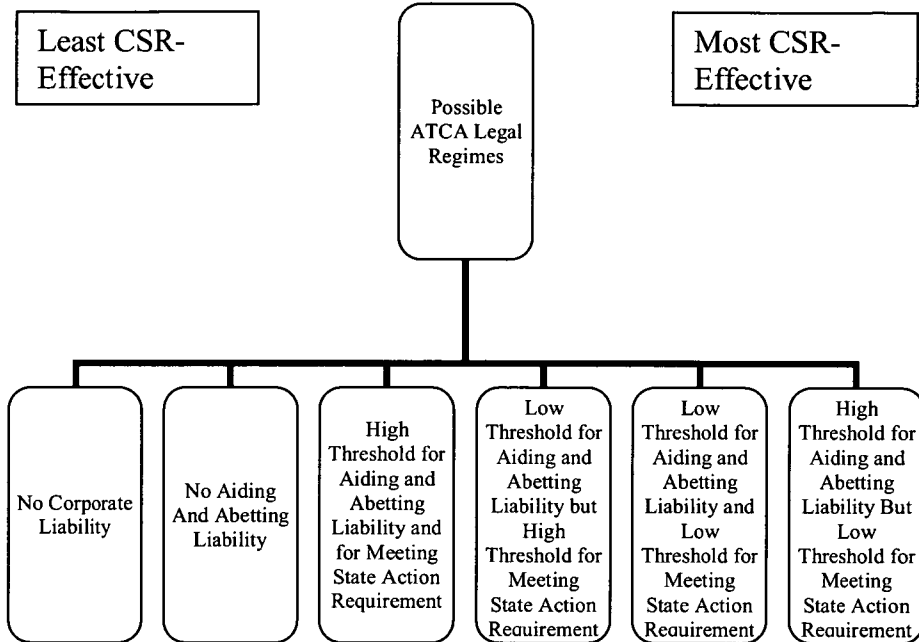 Least CSR-
Effective
Most CSR-
Effective
Possible
ATCA Legal
Regimes
No Corporate
Liability
No Aiding
And Abetting
Liability
High
Threshold for
Aiding and
Abetting
Liability and
for Meeting
State Action
Requirement
Low
Threshold for
Aiding and
Abetting
Liability but
High
Threshold for
Meeting
State Action
Requirement
Low
Threshold for
Aiding and
Abetting
Liability and
Low
Threshold for
Meeting
State Action
Requirement
High
Threshold for
Aiding and
Abetting
Liability But
Low
Threshold for
Meeting
State Action
Requirement